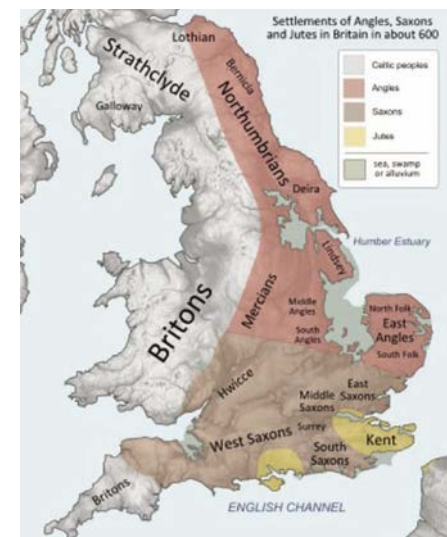 Settlements of Angles, Saxons
and Jutes in Britain in about 600
Celtic peoples
Angles
Saxons
Jutes
sea, swamp
or alluvium
Lothian
Strathclyde
Bernicia
Galloway
Northumbrians
Deira
Humber Estuary
Lindsey
Mercians
Middle
Angles
North Folk
East
Angles
South
Angles
South Folk
Britons
Hwicce
East
Saxons
Middle
Saxons
Surrey
West Saxons
Kent
South
Saxons
Britons
ENGLISH CHANNEL